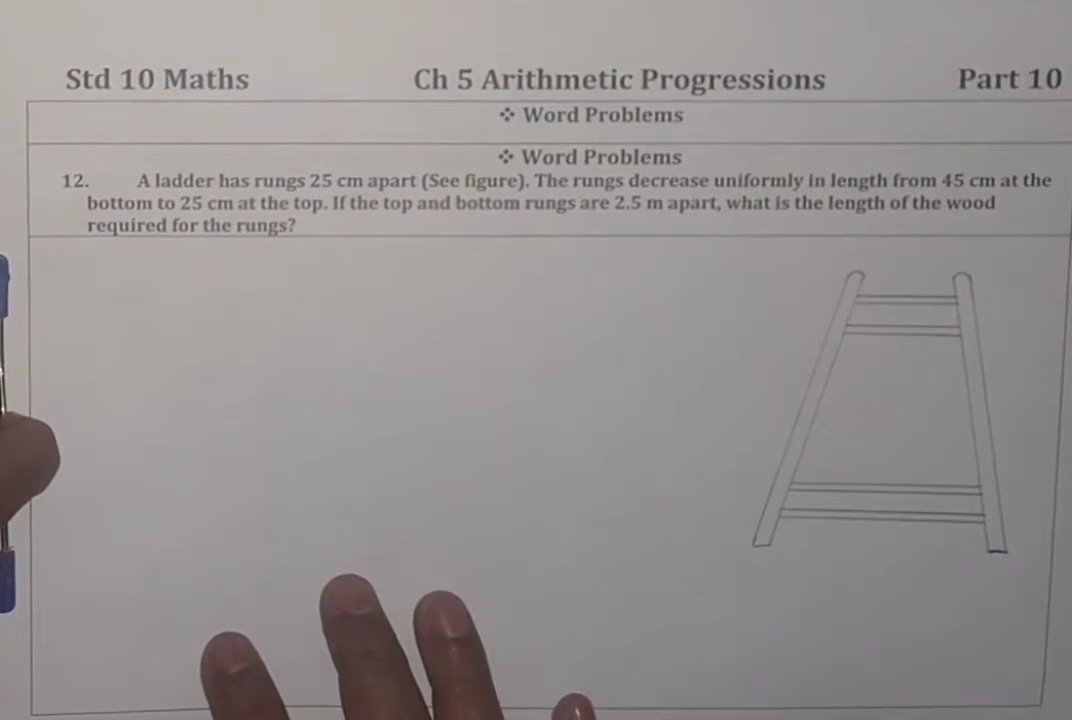 Std 10 Maths Ch 5 Arithmetic Progressions Part 10
❖ Word Problems
❖ Word Problems
12. A ladder has rungs 25 cm apart (See figure). The rungs decrease uniformly in length from 45 cm at the
bottom to 25 cm at the top. If the top and bottom rungs are 2.5 m apart, what is the length of the wood
required for the rungs?